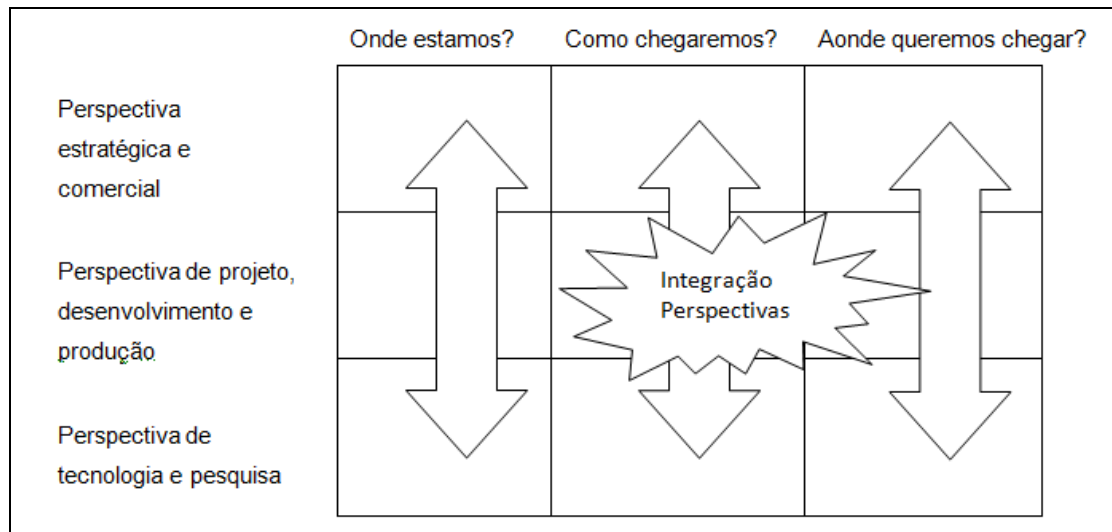 Onde estamos? Como chegaremos? Aonde queremos chegar?
Perspectiva
estratégica e
comercial
Perspectiva de projeto,
desenvolvimento e
produção
Integração
Perspectivas
Perspectiva de
tecnologia e pesquisa